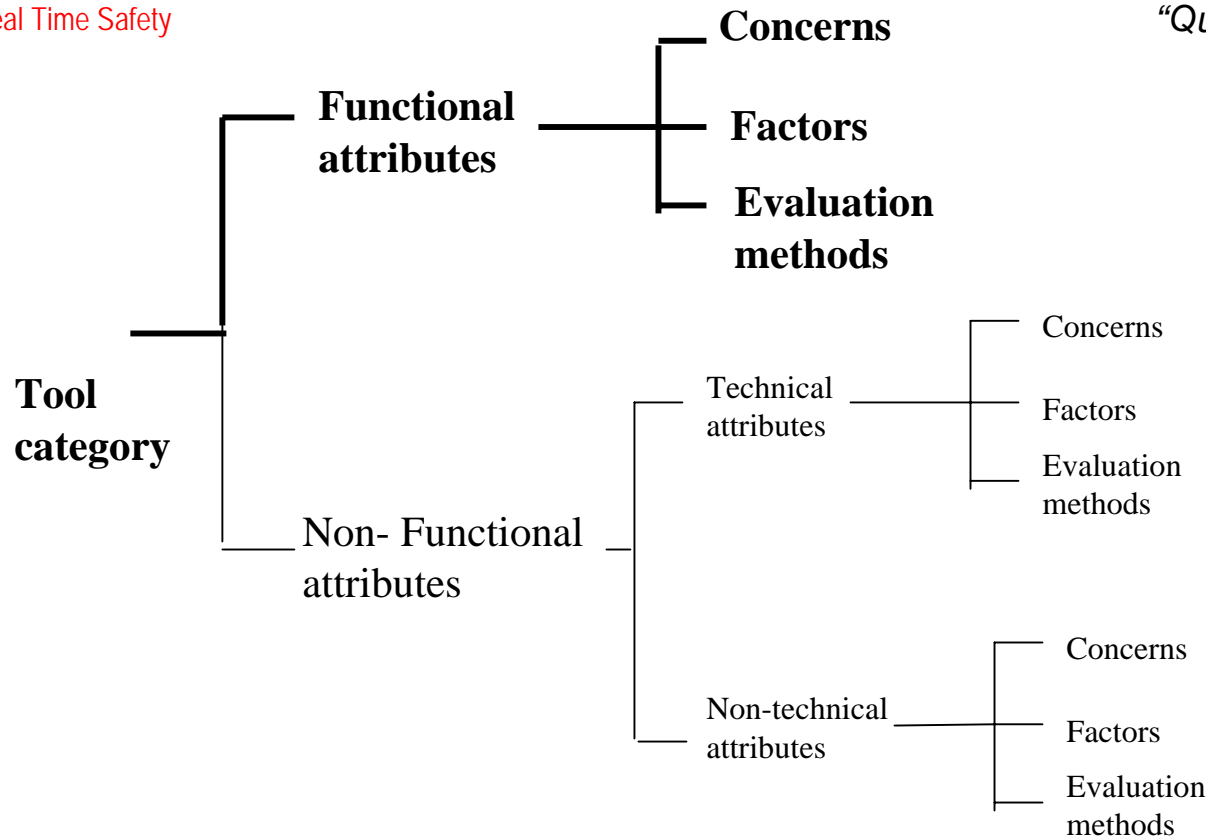 eal Time Safety
“Qu
Concerns
Functional
attributes
Factors
Evaluation
methods
Tool
category
Non- Functional
attributes
Technical
attributes
Concerns
Factors
Evaluation
methods
Non-technical
attributes
Concerns
Factors
Evaluation
methods